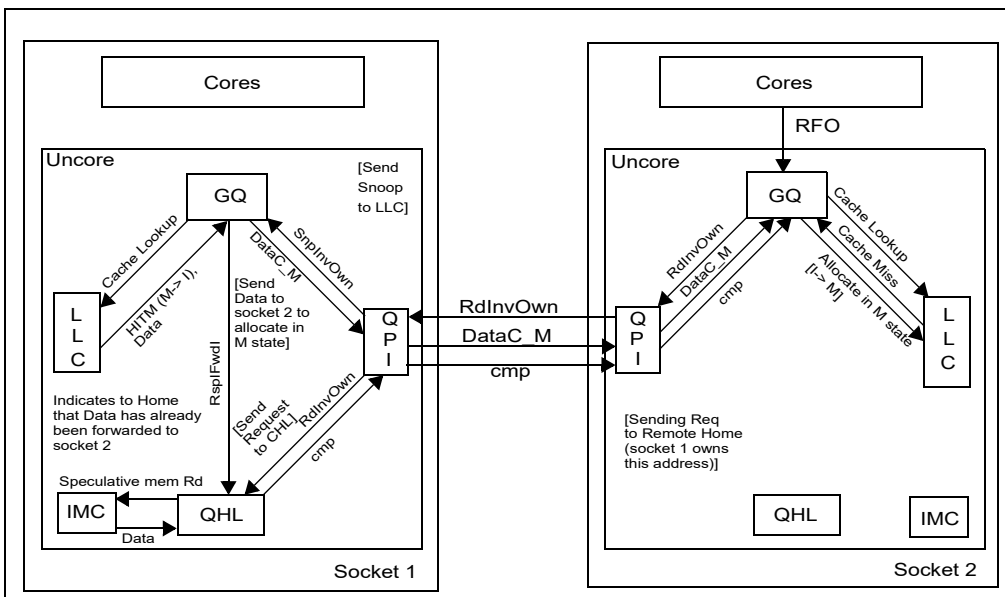 Cores
Uncore
[Send
Snoop
to LLC]
GQ
Cache Lookup
HITM (M-> I),
Data
SnpInvOwn
DataC_M
[Send
Data to
socket 2 to
allocate in
M state]
L
L
C
Q
P
I
RspIFwdI
Indicates to Home
that Data has already
been forwarded to
socket 2
[Send
Request
to CHL]
RdInvOwn
cmp
Speculative mem Rd
IMC
Data
QHL
Socket 1
RdInvOwn
DataC_M
cmp
Cores
RFO
Uncore
GQ
RdInvOwn
DataC_M
cmp
Cache Lookup
Cache Miss
Allocate in M state
[I-> M]
Q
P
I
L
L
C
[Sending Req
to Remote Home
(socket 1 owns
this address)]
QHL
IMC
Socket 2